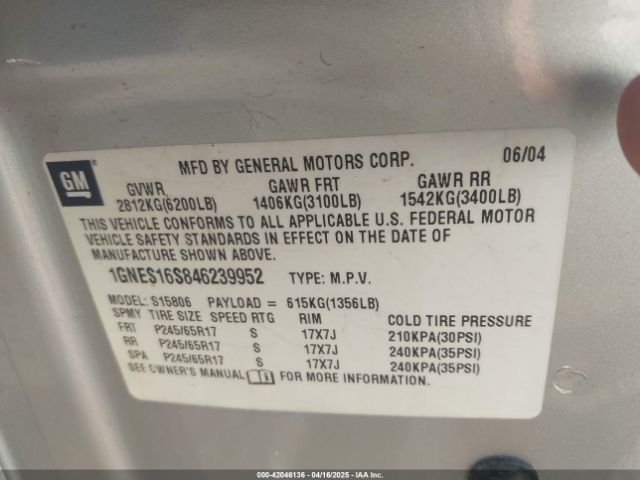 GM
MFD BY GENERAL MOTORS CORP. 06/04
GVWR GAWR FRT GAWR RR
2812KG(6200LB) 1406KG(3100LB) 1542KG(3400LB)
THIS VEHICLE CONFORMS TO ALL APPLICABLE U.S. FEDERAL MOTOR
VEHICLE SAFETY STANDARDS IN EFFECT ON THE DATE OF
MANUFACTURE SHOWN ABOVE.
1GNES16S846239952 TYPE: M.P.V.
MODEL: S15806 PAYLOAD = 615KG(1356LB)
SPMY TIRE SIZE SPEED RTG RIM COLD TIRE PRESSURE
FRT P245/65R17 S 17X7J 210KPA(30PSI)
RR P245/65R17 S 17X7J 240KPA(35PSI)
SPA P245/65R17 S 17X7J 240KPA(35PSI)
SEE OWNER'S MANUAL FOR MORE INFORMATION.
000-42046136 - 04/16/2025 - IAAI.com